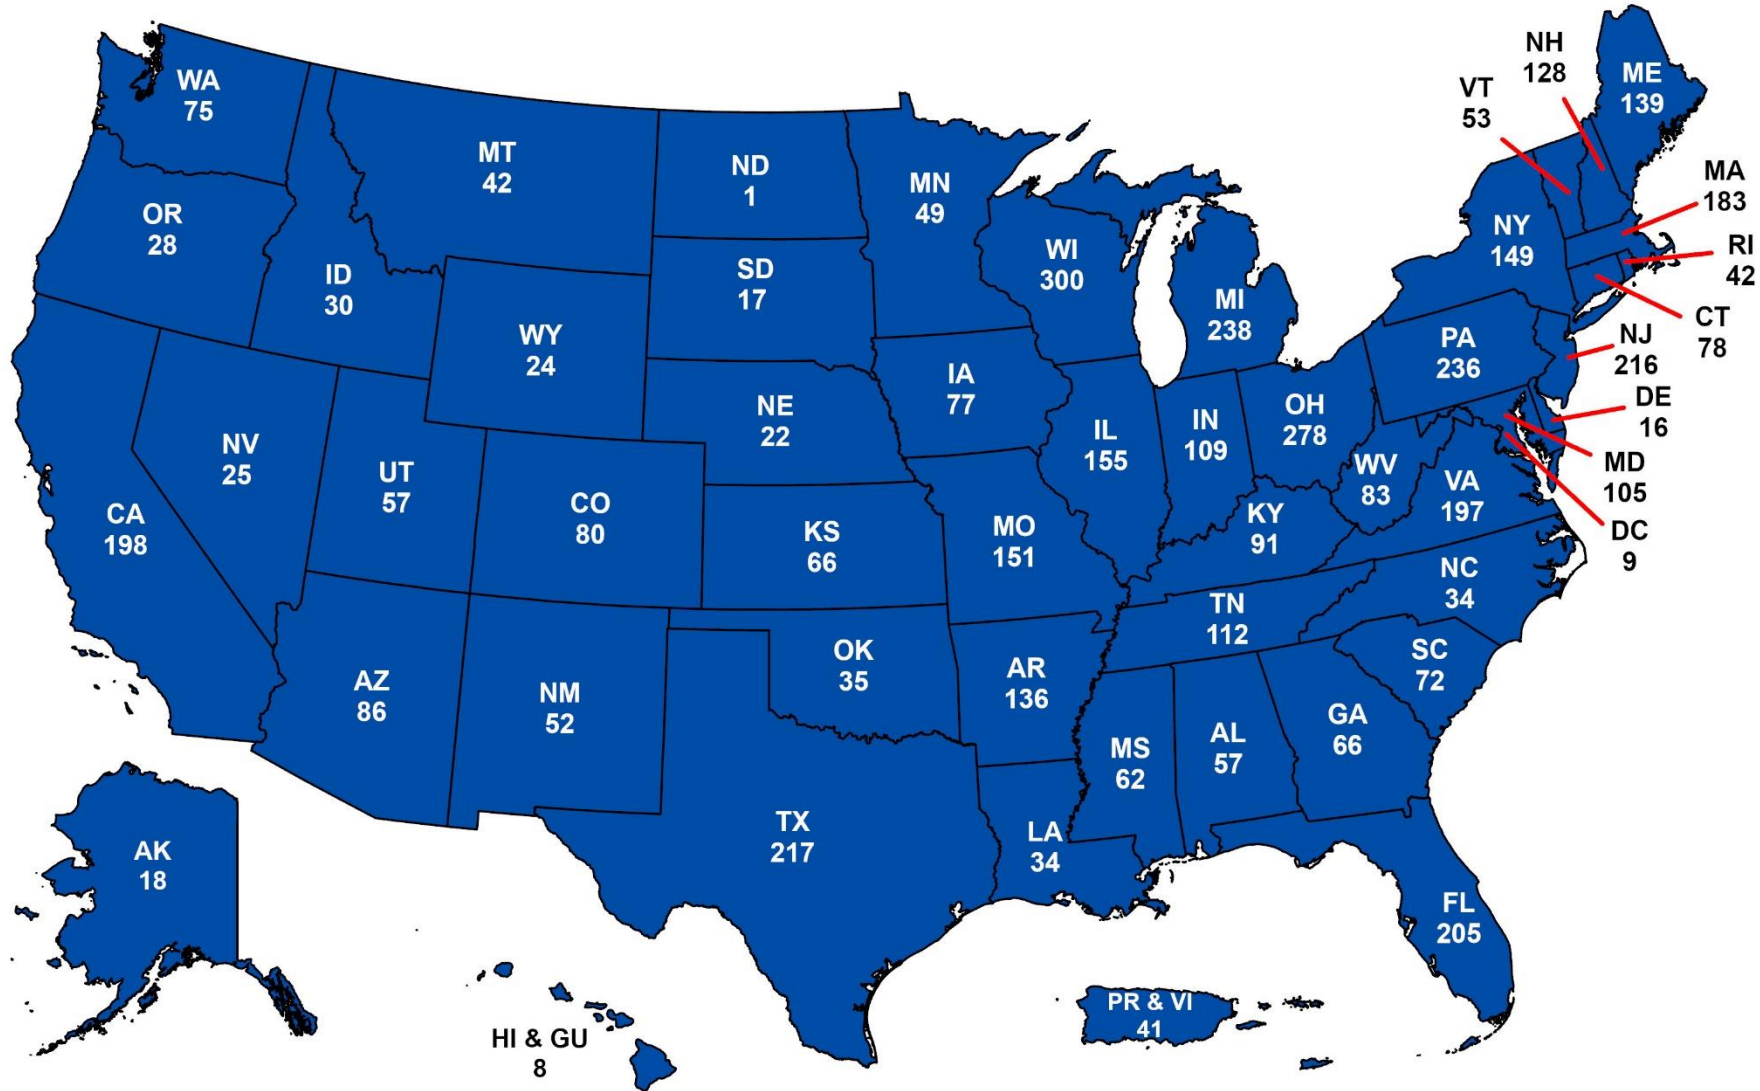 WA
75
OR
28
CA
198
NV
25
ID
30
MT
42
WY
24
UT
57
CO
80
AZ
86
NM
52
ND
1
SD
17
NE
22
KS
66
OK
35
TX
217
MN
49
IA
77
MO
151
AR
136
LA
34
WI
300
IL
155
MI
238
IN
109
OH
278
KY
91
TN
112
MS
62
AL
57
GA
66
FL
205
SC
72
NC
34
VA
197
WV
83
PA
236
NY
149
VT
53
NH
128
ME
139
MA
183
RI
42
CT
78
NJ
216
DE
16
MD
105
DC
9
AK
18
HI & GU
8
PR & VI
41